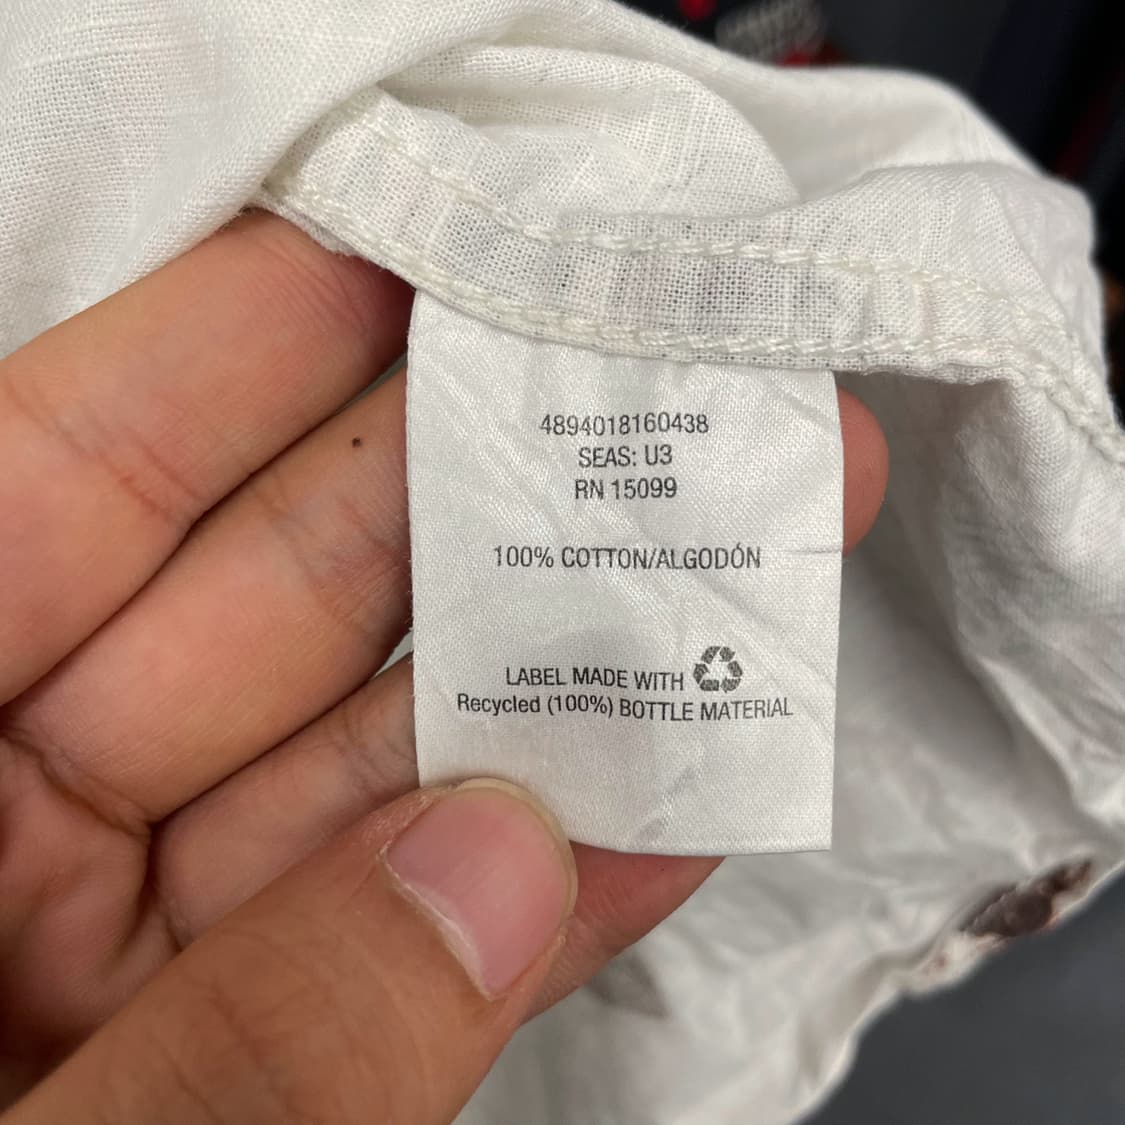 4894018160438
SEAS: U3
RN 15099
100% COTTON/ALGODÓN
LABEL MADE WITH
Recycled (100%) BOTTLE MATERIAL